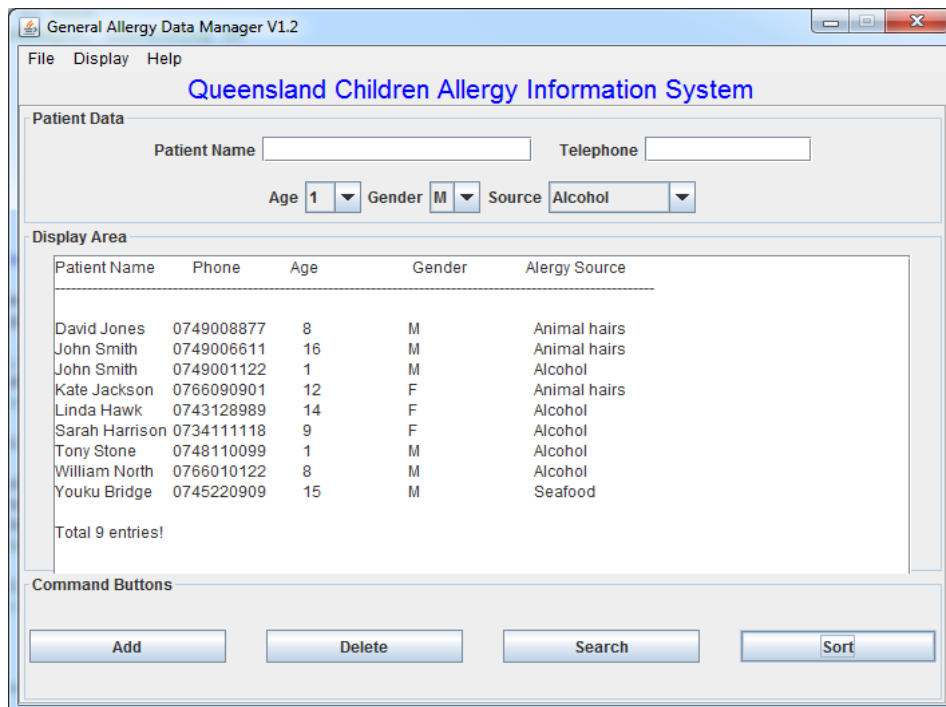 General Allergy Data Manager V1.2
File Display Help
Queensland Children Allergy Information System
Patient Data
Patient Name Telephone
Age 1 Gender M Source Alcohol
Display Area
Patient Name Phone Age Gender Alergy Source
------------------------------------------------------------------------------------------------------------------------
David Jones 0749008877 8 M Animal hairs
John Smith 0749006611 16 M Animal hairs
John Smith 0749001122 1 M Alcohol
Kate Jackson 0766090901 12 F Animal hairs
Linda Hawk 0743128989 14 F Alcohol
Sarah Harrison 0734111118 9 F Alcohol
Tony Stone 0748110099 1 M Alcohol
William North 0766010122 8 M Alcohol
Youku Bridge 0745220909 15 M Seafood
Total 9 entries!
Command Buttons
Add Delete Search Sort